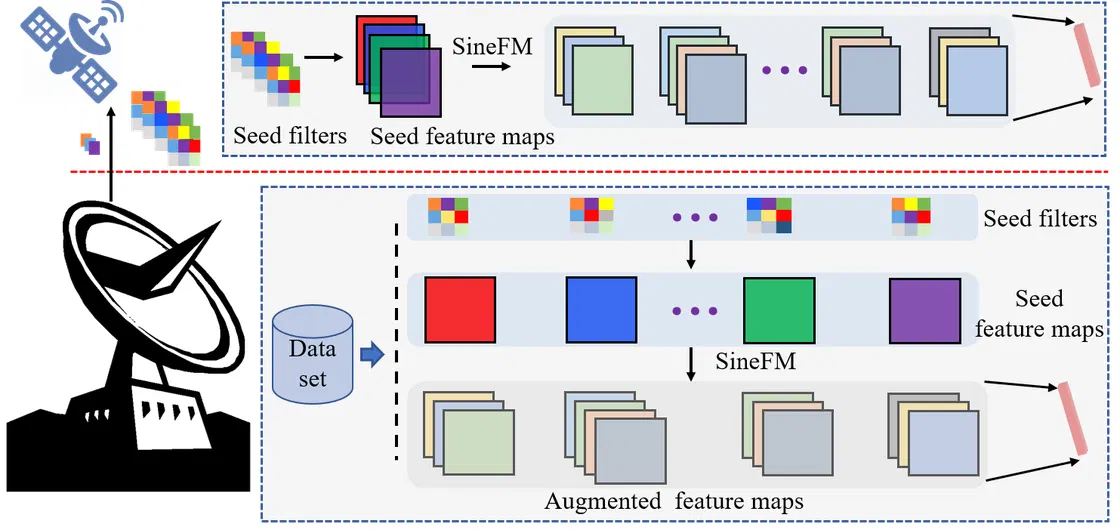 SineFM
Seed filters
Seed feature maps
Seed filters
Seed
feature maps
Data
set
SineFM
Augmented feature maps